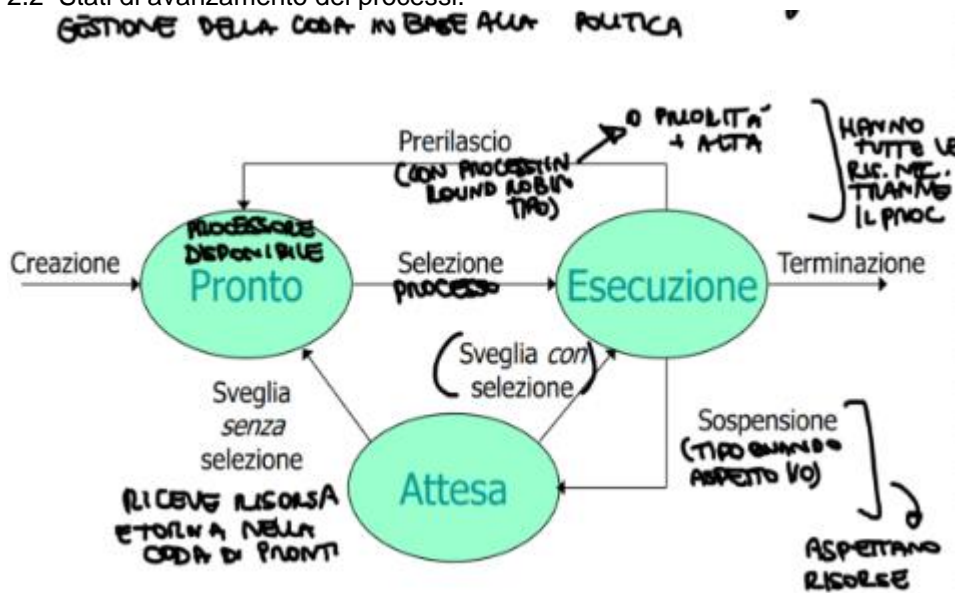 2.2 Stati di avanzamento dei processi.
GESTIONE DELLA CODA IN BASE ALLA POLITICA
Prerilascio
(CON PROCESSI IN
ROUND ROBIN
TIPO)
O PRIORITA'
+ ALTA
HANNO
TUTTE LE
RIS. NEC.
TRANNE
IL PROC
PROCESSORE
DISPONIBILE
Creazione
Pronto
Selezione
PROCESSO
Esecuzione
Terminazione
(Sveglia con
selezione)
Sveglia
senza
selezione
RICEVE RISORSA
E TORNA NELLA
CODA DI PRONTI
Attesa
Sospensione
(TIPO QUANDO
ASPETTO I/O)
ASPETTANO
RISORSE